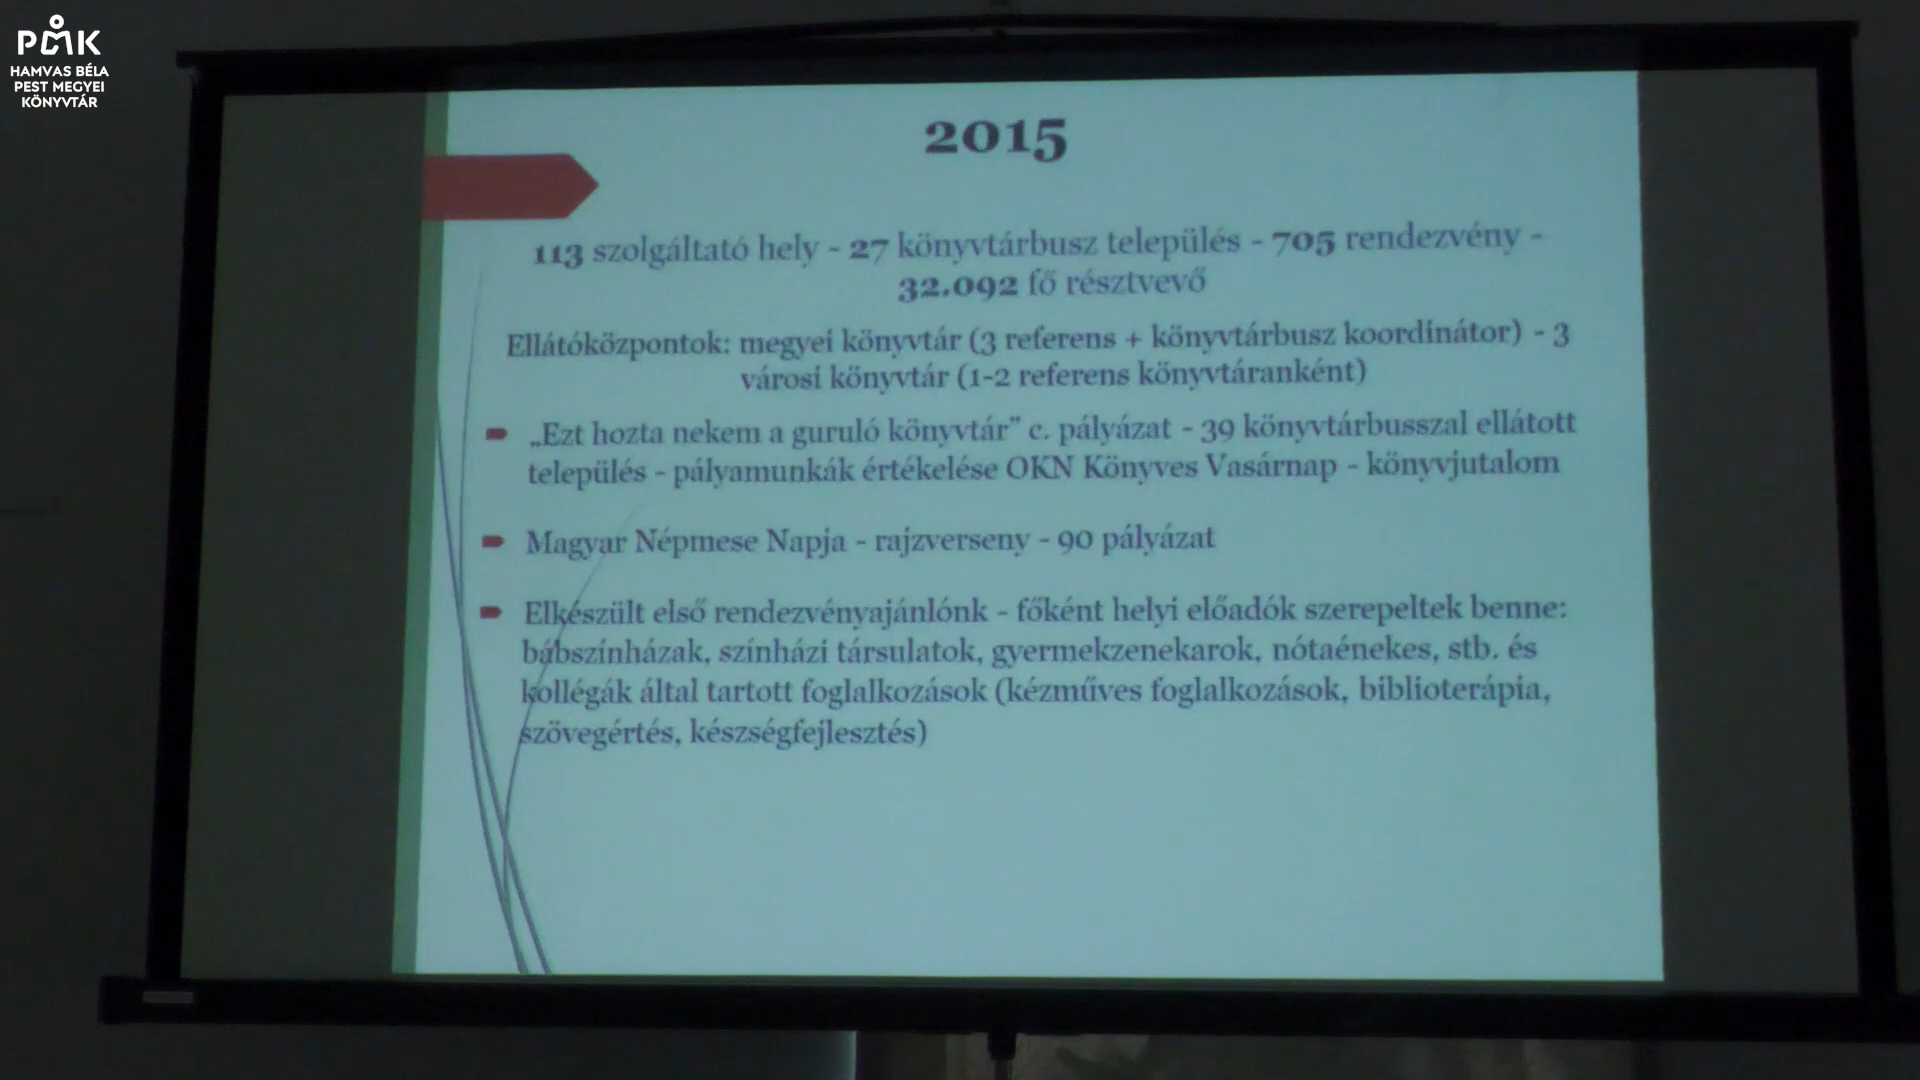 PMK
HAMVAS BÉLA
PEST MEGYEI
KÖNYVTÁR
2015
113 szolgáltató hely - 27 könyvtárbusz település - 705 rendezvény -
32.092 fő résztvevő
Ellátóközpontok: megyei könyvtár (3 referens + könyvtárbusz koordinátor) - 3
városi könyvtár (1-2 referens könyvtáranként)
„Ezt hozta nekem a guruló könyvtár” c. pályázat - 39 könyvtárbusszal ellátott
település - pályamunkák értékelése OKN Könyves Vasárnap - könyvjutalom
Magyar Népmese Napja - rajzverseny - 90 pályázat
Elkészült első rendezvényajánlónk - főként helyi előadók szerepeltek benne:
bábszínházak, színházi társulatok, gyermekzenekarok, nótaénekes, stb. és
kollégák által tartott foglalkozások (kézműves foglalkozások, biblioterápia,
szövegértés, készségfejlesztés)